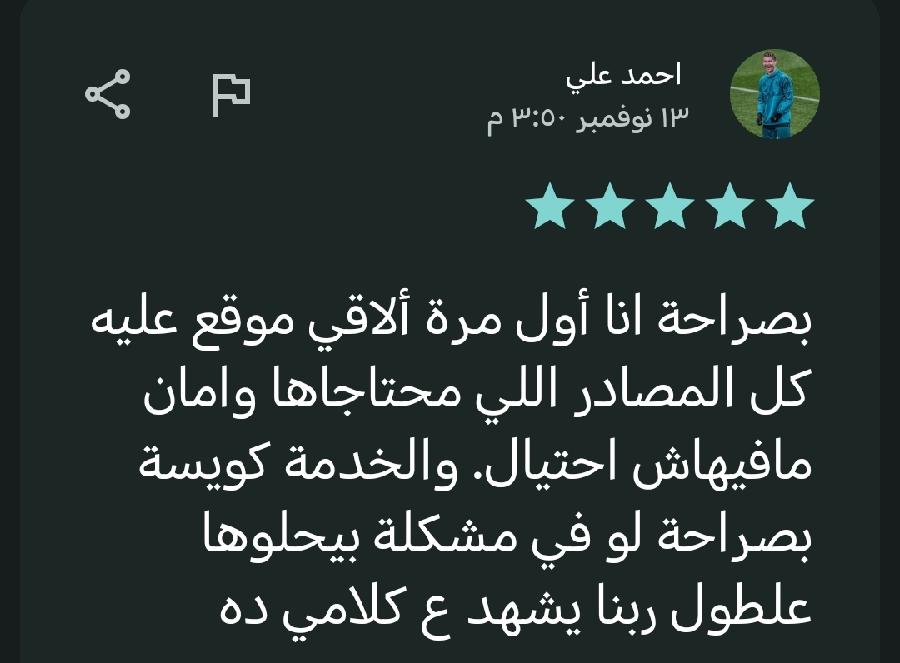 احمد علي
١٣ نوفمبر ٣:٥٠ م
بصراحة انا أول مرة ألاقي موقع عليه
كل المصادر اللي محتاجاها وامان
مافيهاش احتيال. والخدمة كويسة
بصراحة لو في مشكلة بيحلوها
علطول ربنا يشهد ع كلامي ده